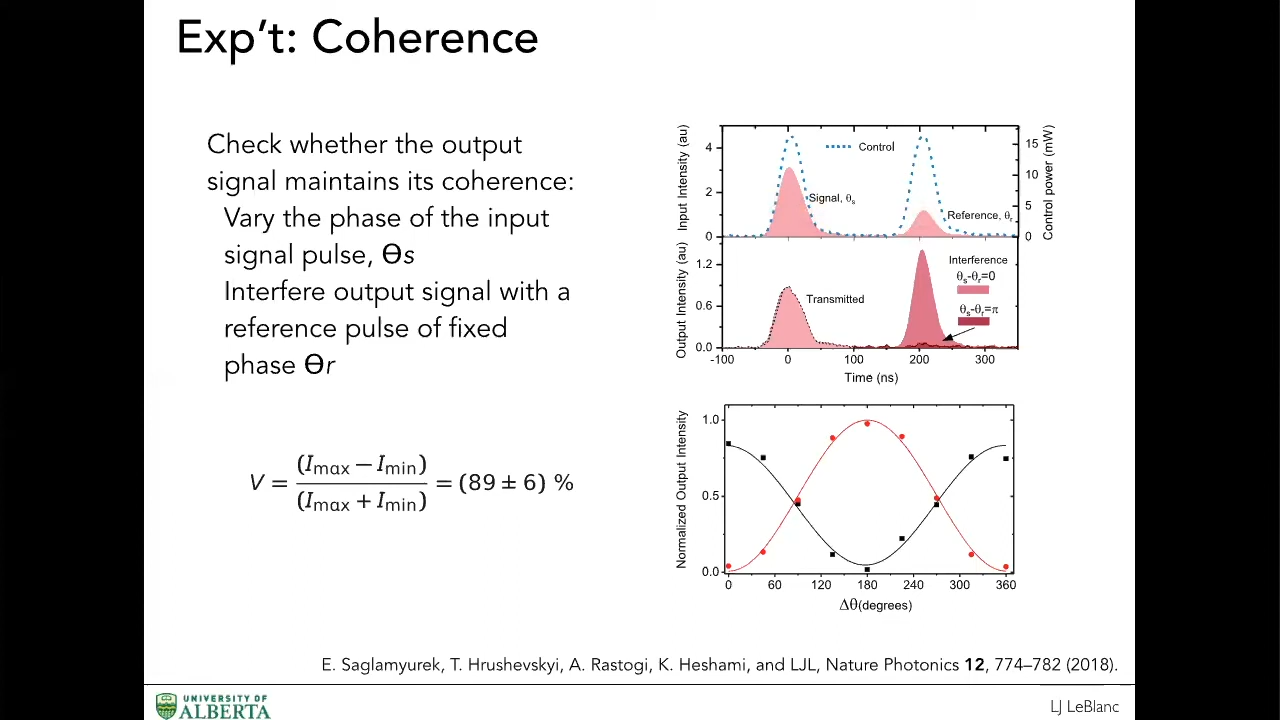 Exp't: Coherence
Check whether the output
signal maintains its coherence:
Vary the phase of the input
signal pulse, Ɵs
Interfere output signal with a
reference pulse of fixed
phase Ɵr
V = (Imax − Imin) / (Imax + Imin) = (89 ± 6) %
Input Intensity (au)
4
2
0
Control
Signal, θs
Reference, θr
15
10
5
0
Control power (mW)
Output Intensity (au)
1.2
0.6
0.0
Transmitted
Interference
θs-θr=0
θs-θr=π
-100 0 100 200 300
Time (ns)
Normalized Output Intensity
1.0
0.5
0.0
0 60 120 180 240 300 360
Δθ(degrees)
E. Saglamyurek, T. Hrushevskyi, A. Rastogi, K. Heshami, and LJL, Nature Photonics 12, 774–782 (2018).
UNIVERSITY OF
ALBERTA
LJ LeBlanc